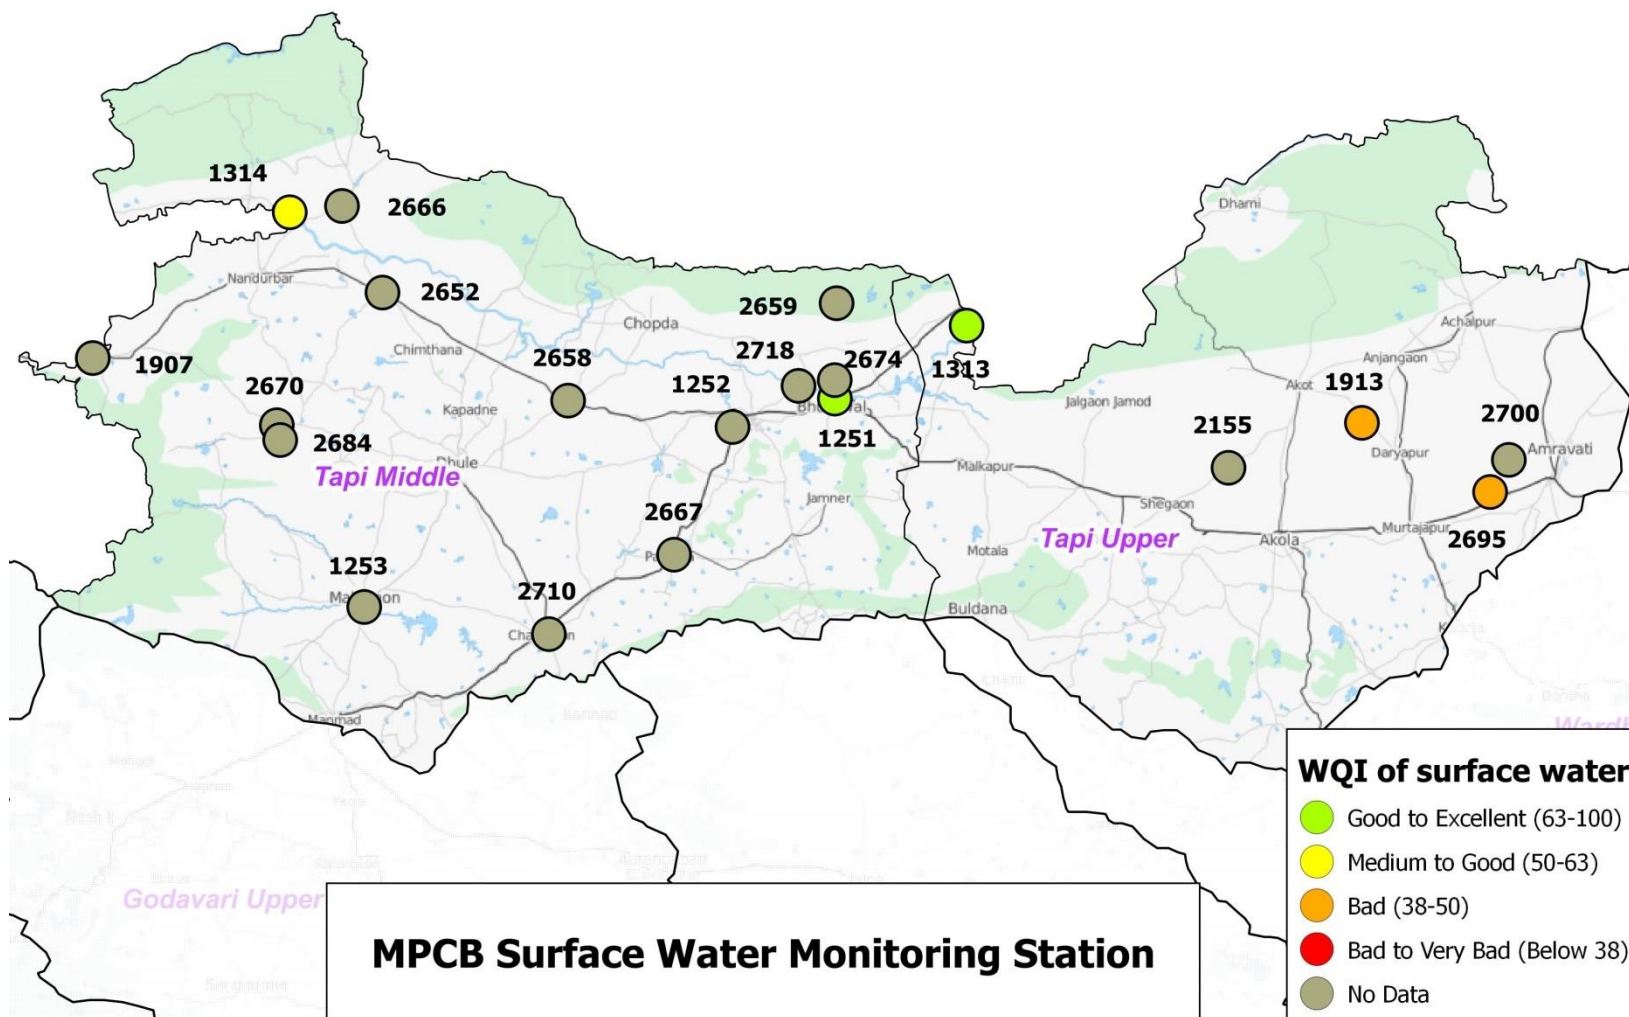 Dharni
1314
2666
Nandurbar
2652
2659
Chopda
Achalpur
Chimthana
2658
2718
2674
1313
Anjangaon
1907
2670
1252
Akot
1913
Jalgaon Jamod
Kapadne
1251
2155
2700
2684
Dhule
Daryapur
Amravati
Tapi Middle
Malkapur
Jamner
Shegaon
2667
Murtajapur
Tapi Upper
Akola
2695
Motala
1253
2710
Buldana
Manmad
Kannad
Godavari Upper
WQI of surface water
Good to Excellent (63-100)
Medium to Good (50-63)
Bad (38-50)
Bad to Very Bad (Below 38)
No Data
MPCB Surface Water Monitoring Station